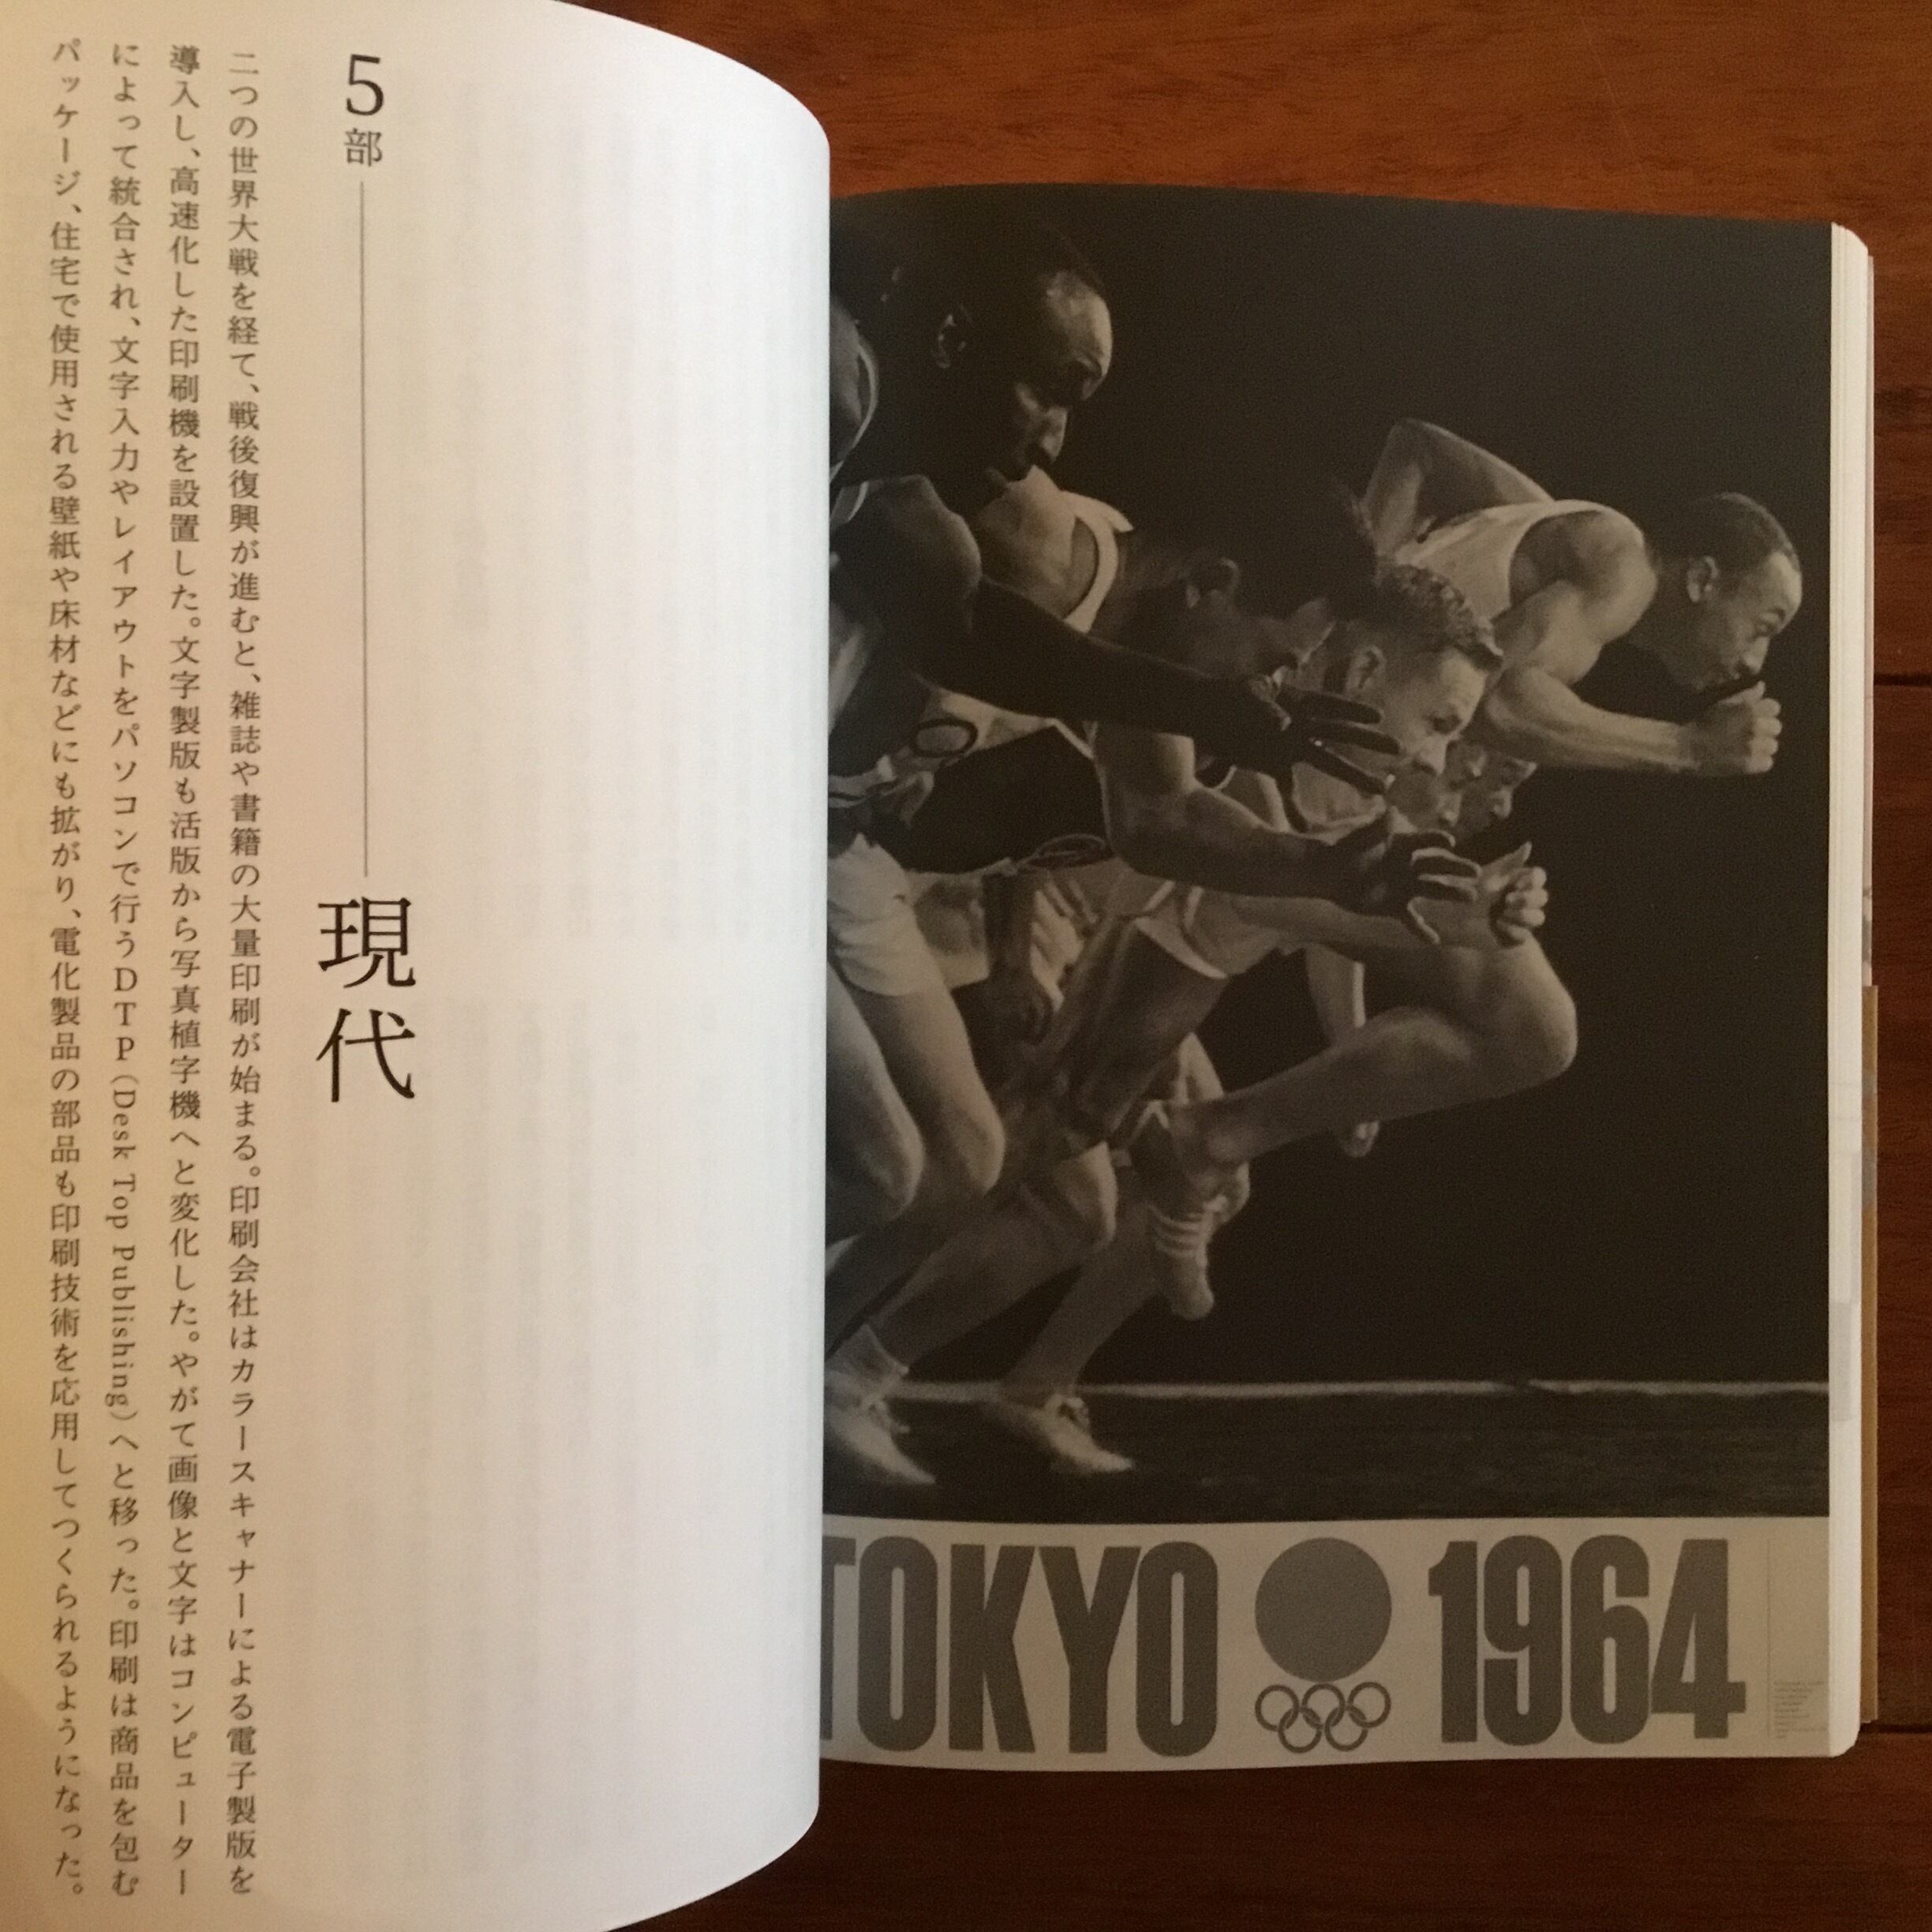 5部
現代
二つの世界大戦を経て、戦後復興が進むと、雑誌や書籍の大量印刷が始まる。印刷会社はカラースキャナーによる電子製版を
導入し、高速化した印刷機を設置した。文字製版も活版から写真植字機へと変化した。やがて画像と文字はコンピューター
によって統合され、文字入力やレイアウトをパソコンで行うDTP(Desk Top Publishing)へと移った。印刷は商品を包む
パッケージ、住宅で使用される壁紙や床材などにも拡がり、電化製品の部品も印刷技術を応用してつくられるようになった。
TOKYO 1964